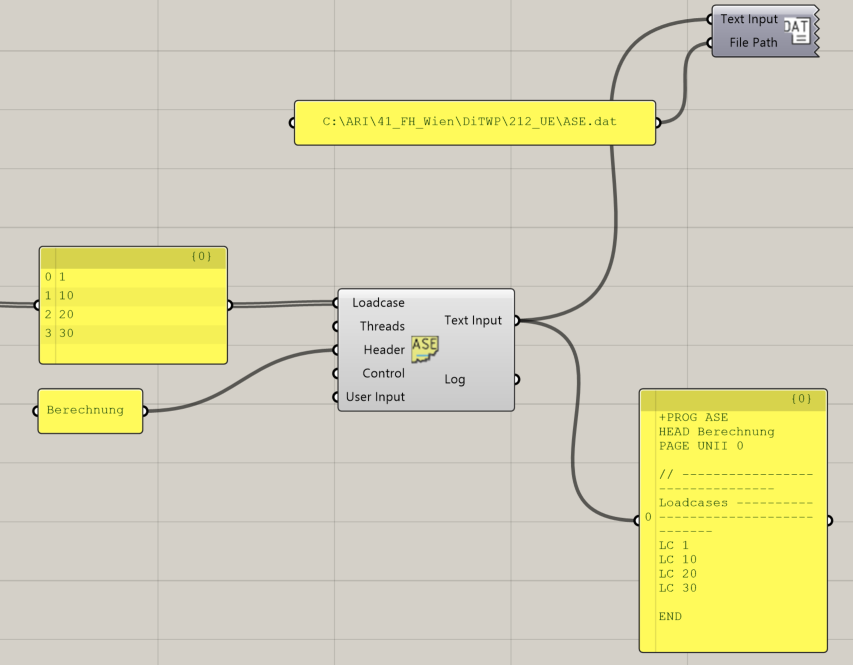 Text Input
DAT
File Path
C:\ARI\41_FH_Wien\DiTWP\212_UE\ASE.dat
{0}
0 1
1 10
2 20
3 30
Berechnung
Loadcase
Threads
Header
Control
User Input
ASE
Text Input
Log
{0}
0
+PROG ASE
HEAD Berechnung
PAGE UNII 0
// -----------------
---------------
Loadcases ----------
--------------------
-------
LC 1
LC 10
LC 20
LC 30
END